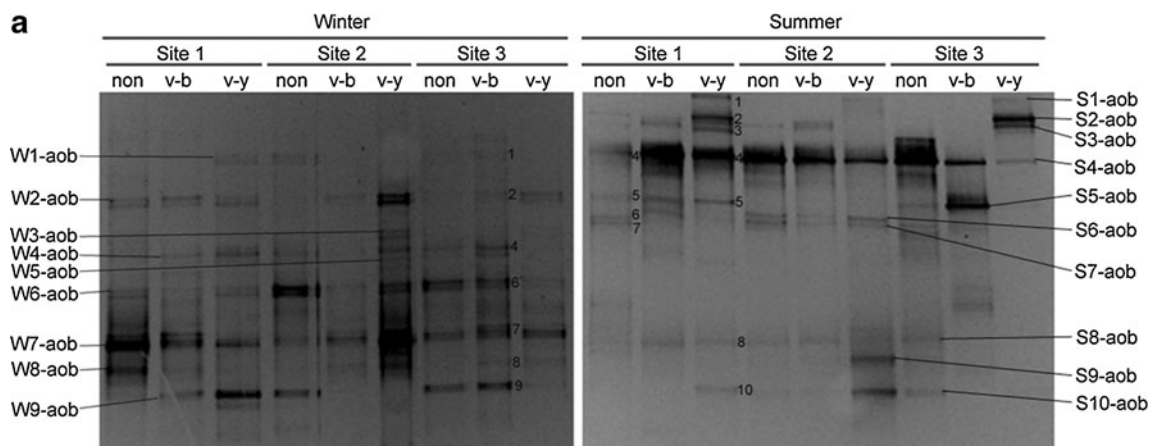 a
Winter Summer
Site 1 Site 2 Site 3 Site 1 Site 2 Site 3
non v-b v-y non v-b v-y non v-b v-y non v-b v-y non v-b v-y non v-b v-y
W1-aob
W2-aob
W3-aob
W4-aob
W5-aob
W6-aob
W7-aob
W8-aob
W9-aob
1
2
4
6
7
8
9
1
2
3
4
4
5
5
6
7
8
10
S1-aob
S2-aob
S3-aob
S4-aob
S5-aob
S6-aob
S7-aob
S8-aob
S9-aob
S10-aob